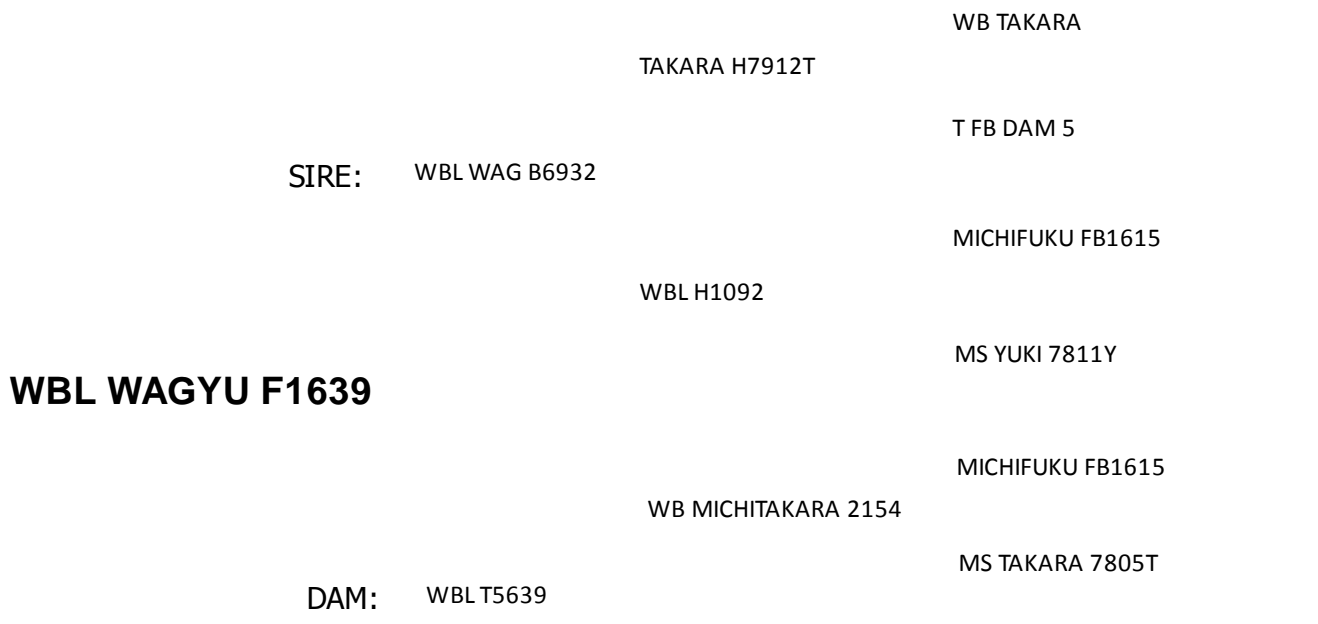 WB TAKARA
TAKARA H7912T
T FB DAM 5
SIRE: WBL WAG B6932
MICHIFUKU FB1615
WBL H1092
MS YUKI 7811Y
WBL WAGYU F1639
MICHIFUKU FB1615
WB MICHITAKARA 2154
MS TAKARA 7805T
DAM: WBL T5639